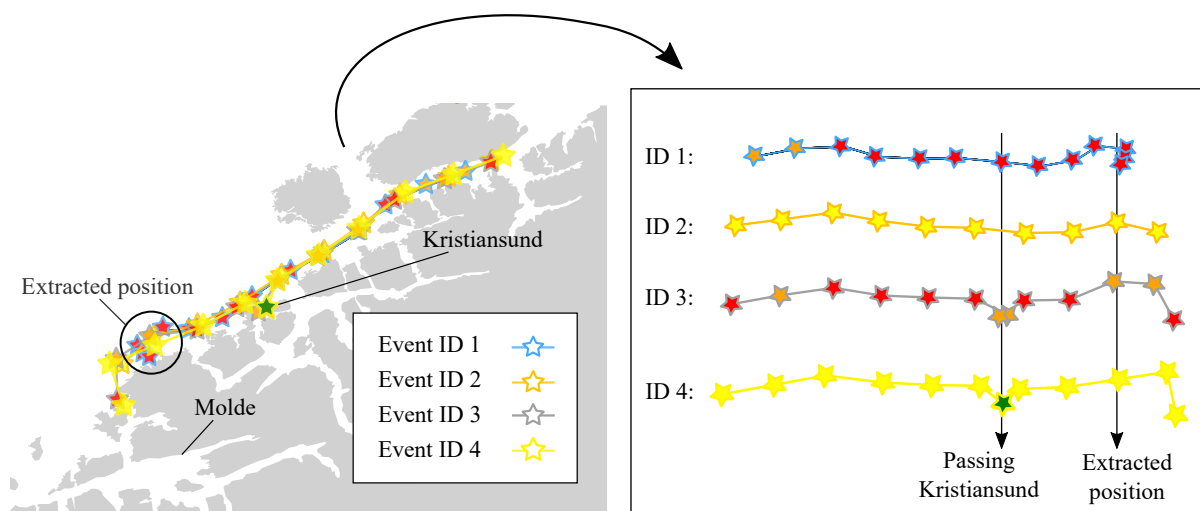 Kristiansund
Extracted position
Molde
Event ID 1
Event ID 2
Event ID 3
Event ID 4
ID 1:
ID 2:
ID 3:
ID 4:
Passing
Kristiansund
Extracted
position